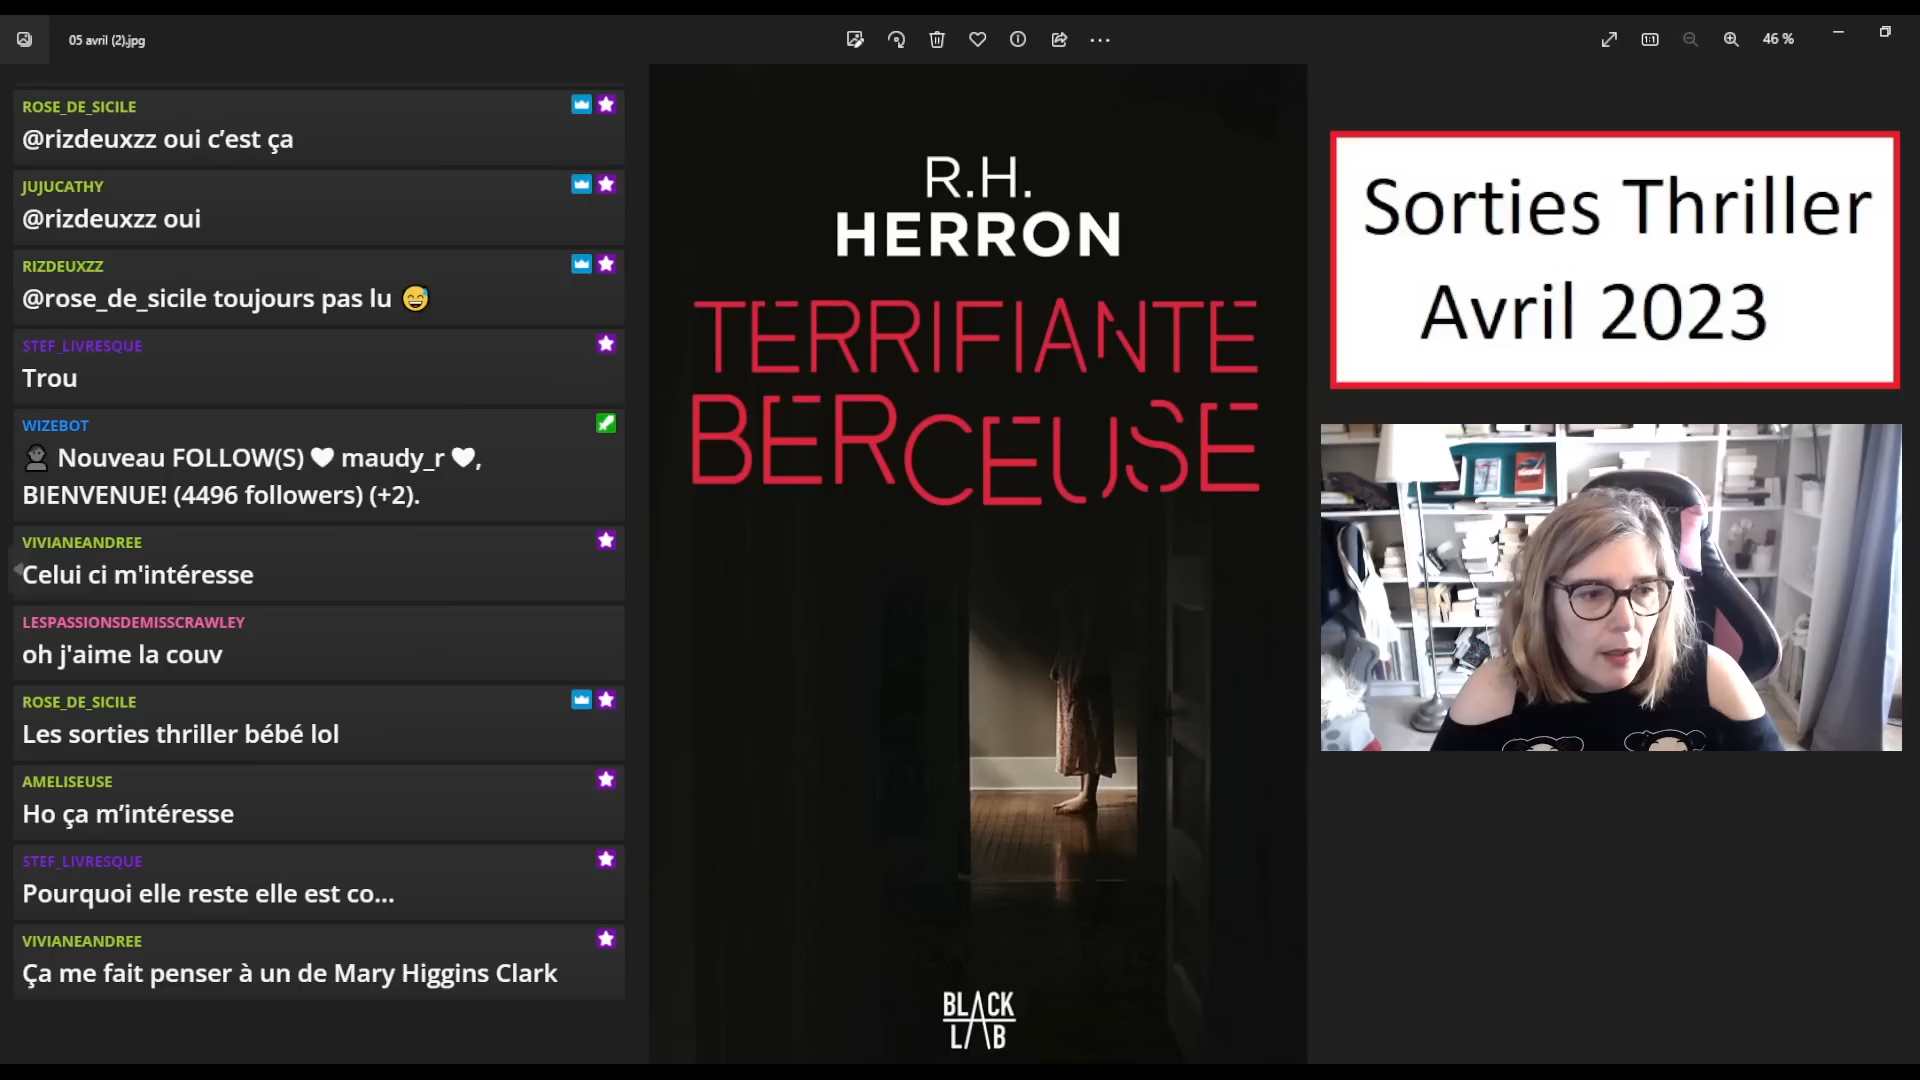 05 avril (2).jpg
46 %
ROSE_DE_SICILE
@rizdeuxzz oui c’est ça
JUJUCATHY
@rizdeuxzz oui
RIZDEUXZZ
@rose_de_sicile toujours pas lu 😅
STEF_LIVRESQUE
Trou
WIZEBOT
Nouveau FOLLOW(S) 🤍 maudy_r 🤍,
BIENVENUE! (4496 followers) (+2).
VIVIANEANDREE
Celui ci m'intéresse
LESPASSIONSDEMISSCRAWLEY
oh j'aime la couv
ROSE_DE_SICILE
Les sorties thriller bébé lol
AMELISEUSE
Ho ça m’intéresse
STEF_LIVRESQUE
Pourquoi elle reste elle est co...
VIVIANEANDREE
Ça me fait penser à un de Mary Higgins Clark
R.H.
HERRON
TERRIFIANTE
BERCEUSE
BLACK
LAB
Sorties Thriller
Avril 2023